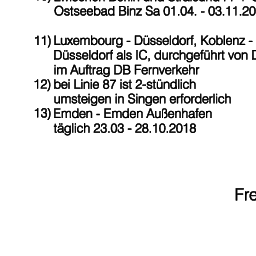 Ostseebad Binz Sa 01.04. - 03.11.20
11) Luxembourg - Düsseldorf, Koblenz -
Düsseldorf als IC, durchgeführt von D
im Auftrag DB Fernverkehr
12) bei Linie 87 ist 2-stündlich
umsteigen in Singen erforderlich
13) Emden - Emden Außenhafen
täglich 23.03 - 28.10.2018
Fre